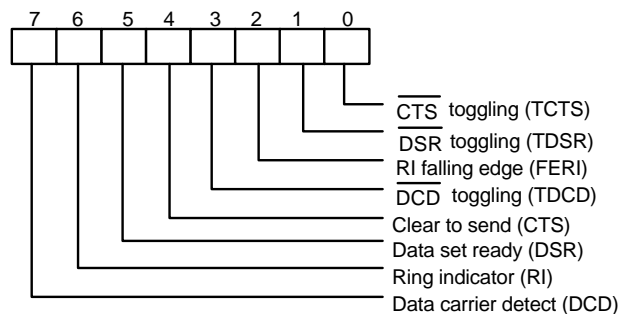 7 6 5 4 3 2 1 0
CTS toggling (TCTS)
DSR toggling (TDSR)
RI falling edge (FERI)
DCD toggling (TDCD)
Clear to send (CTS)
Data set ready (DSR)
Ring indicator (RI)
Data carrier detect (DCD)